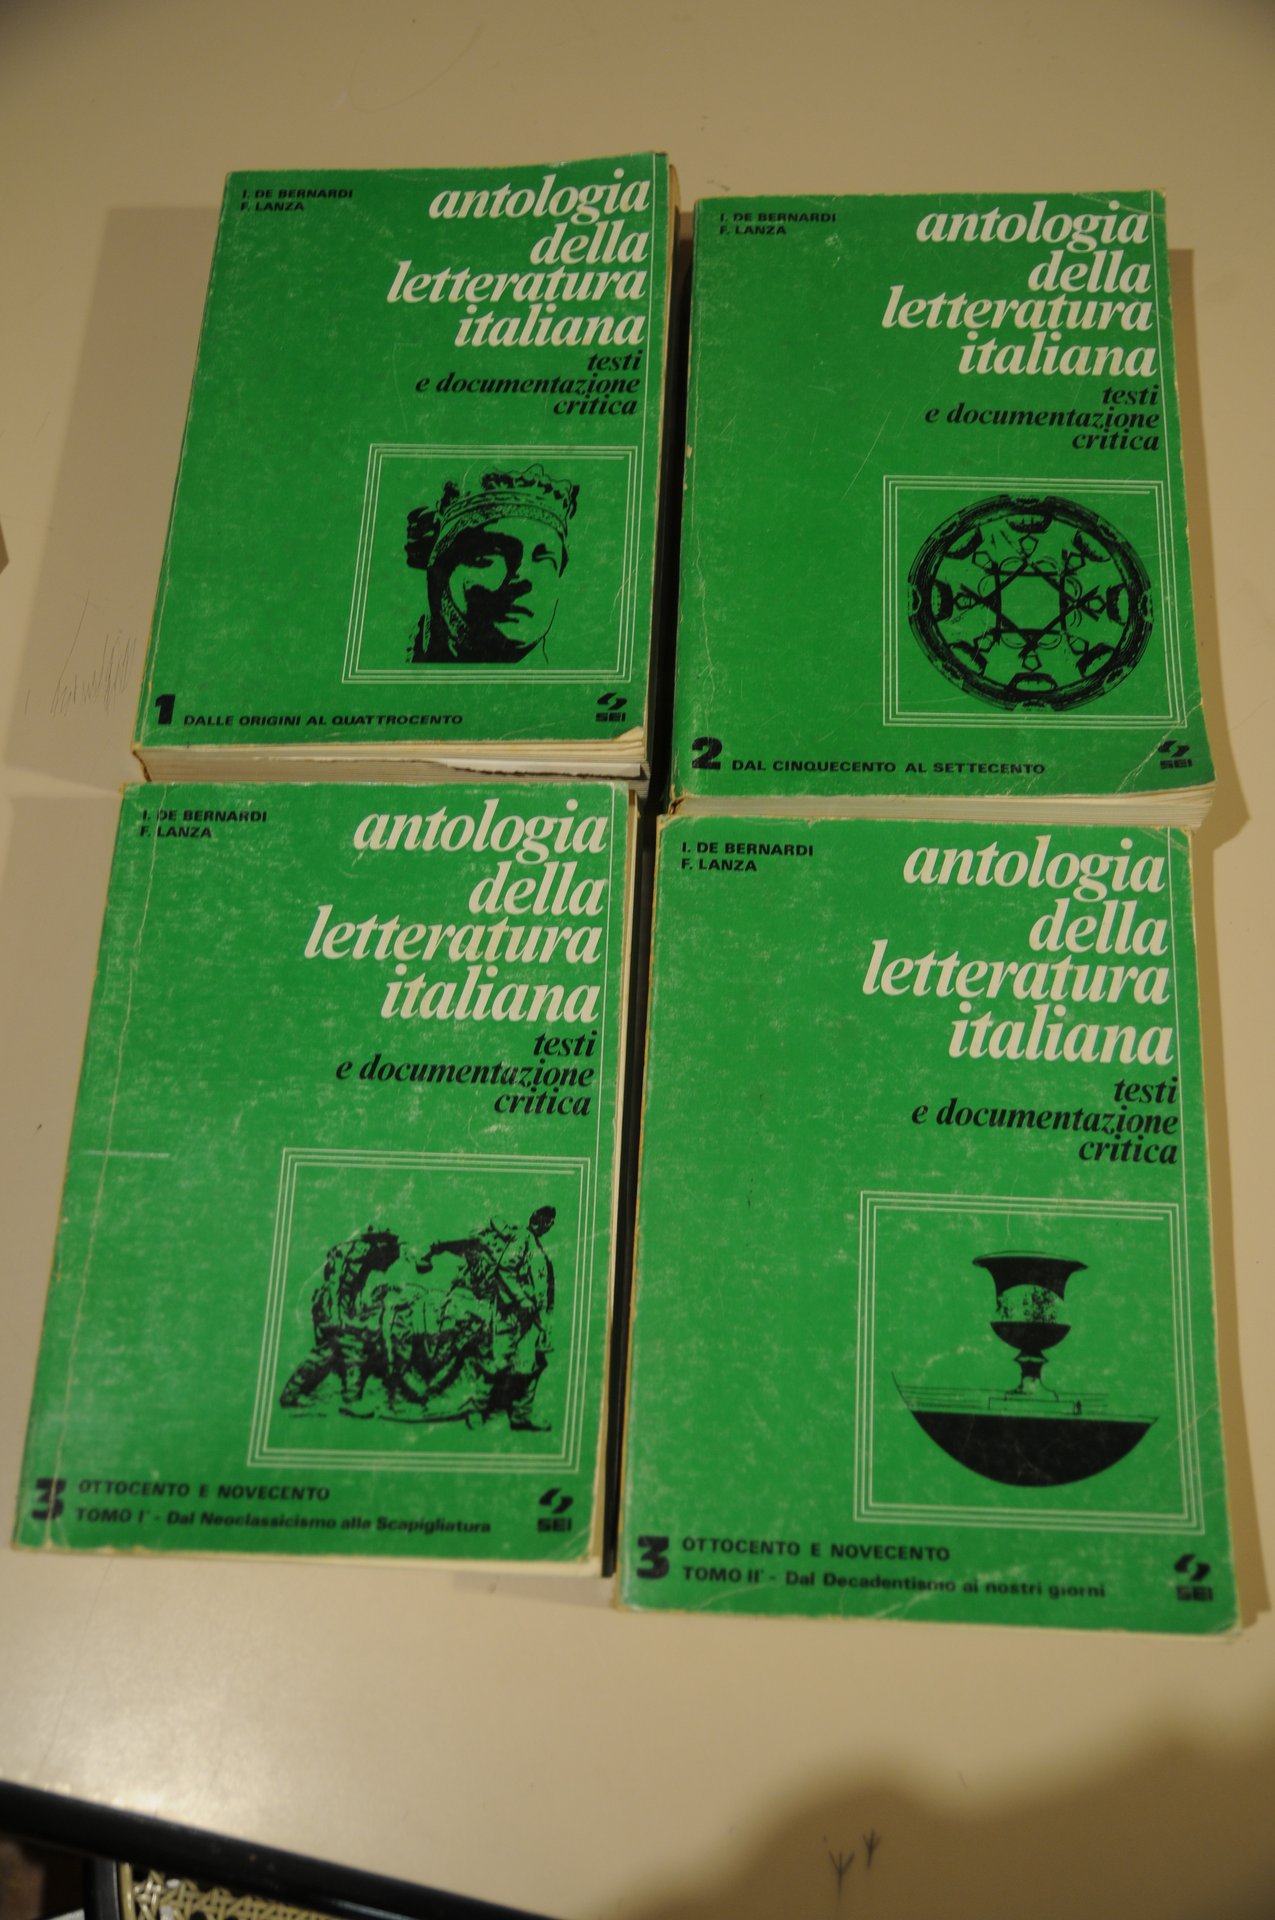 I. DE BERNARDI
F. LANZA
antologia
della
letteratura
italiana
testi
e documentazione
critica
1 DALLE ORIGINI AL QUATTROCENTO
SEI
I. DE BERNARDI
F. LANZA
antologia
della
letteratura
italiana
testi
e documentazione
critica
2 DAL CINQUECENTO AL SETTECENTO
SEI
I. DE BERNARDI
F. LANZA
antologia
della
letteratura
italiana
testi
e documentazione
critica
3 OTTOCENTO E NOVECENTO
TOMO I° - Dal Neoclassicismo alla Scapigliatura
SEI
I. DE BERNARDI
F. LANZA
antologia
della
letteratura
italiana
testi
e documentazione
critica
3 OTTOCENTO E NOVECENTO
TOMO II° - Dal Decadentismo ai nostri giorni
SEI